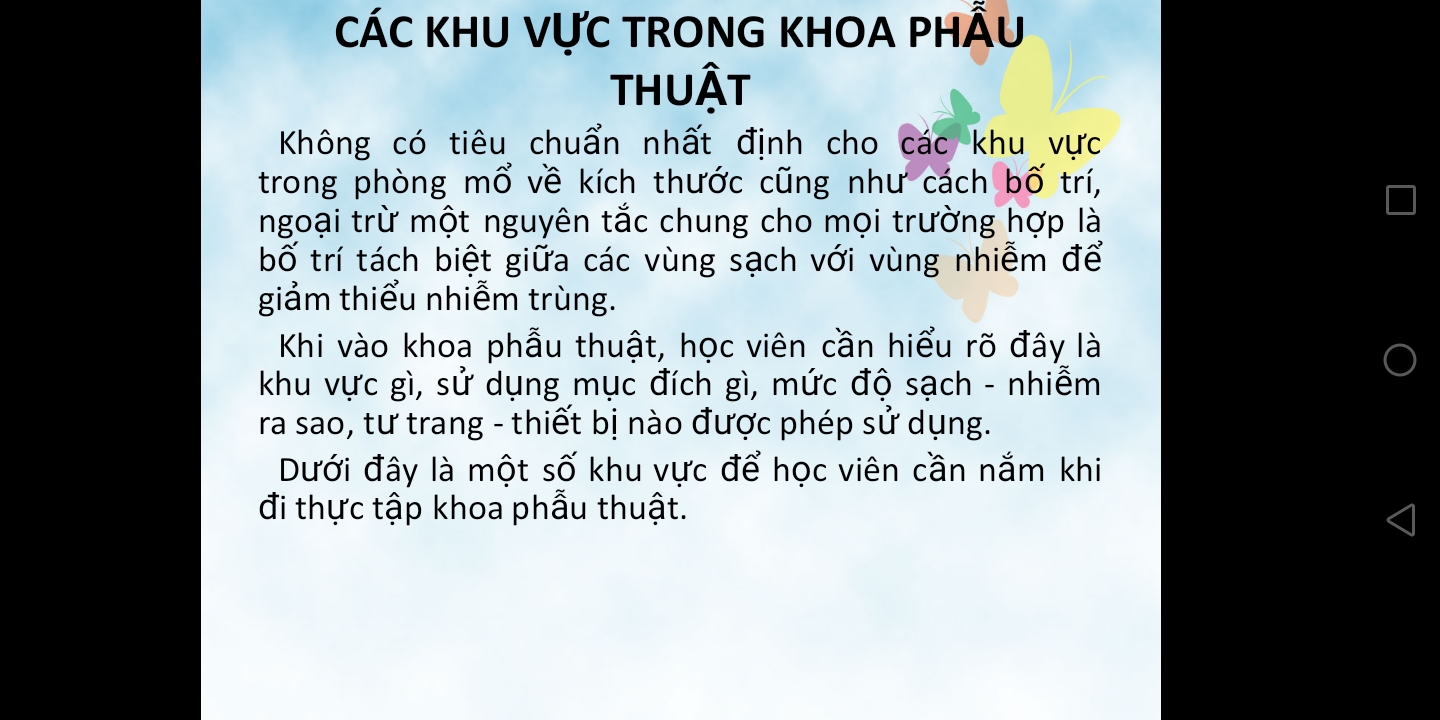 CÁC KHU VỰC TRONG KHOA PHẪU
THUẬT
Không có tiêu chuẩn nhất định cho các khu vực
trong phòng mổ về kích thước cũng như cách bố trí,
ngoại trừ một nguyên tắc chung cho mọi trường hợp là
bố trí tách biệt giữa các vùng sạch với vùng nhiễm để
giảm thiểu nhiễm trùng.
Khi vào khoa phẫu thuật, học viên cần hiểu rõ đây là
khu vực gì, sử dụng mục đích gì, mức độ sạch - nhiễm
ra sao, tư trang - thiết bị nào được phép sử dụng.
Dưới đây là một số khu vực để học viên cần nắm khi
đi thực tập khoa phẫu thuật.